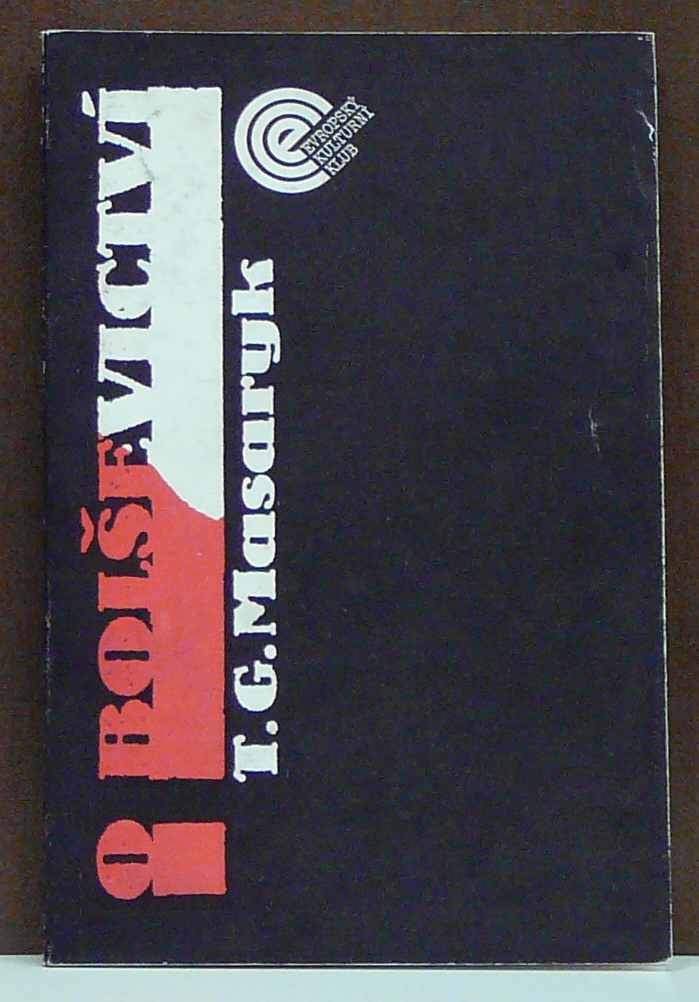 O BOLŠEVICTVÍ
T.G.Masaryk
EVROPSKÝ
KULTURNÍ
KLUB